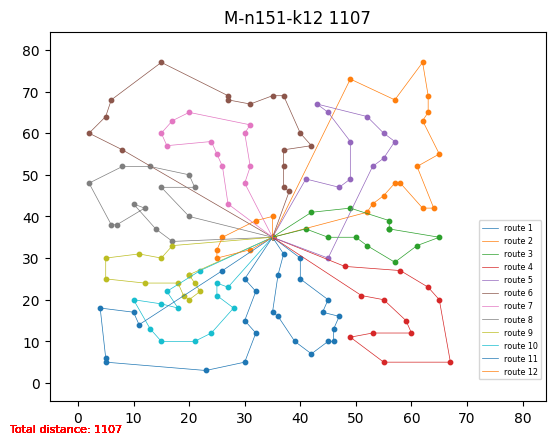 M-n151-k12 1107
80
70
60
50
40
30
20
10
0
route 1
route 2
route 3
route 4
route 5
route 6
route 7
route 8
route 9
route 10
route 11
route 12
0 10 20 30 40 50 60 70 80
Total distance: 1107